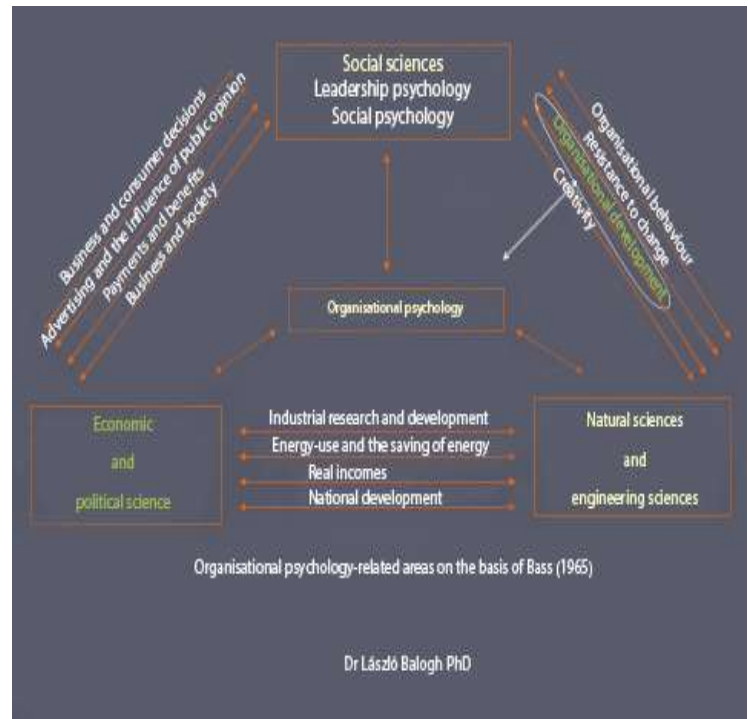 Social sciences
Leadership psychology
Social psychology
Business and consumer decisions
Advertising and the influence of public opinion
Payments and benefits
Business and society
Organisational behaviour
Resistance to change
Organisational development
Creativity
Organisational psychology
Economic
and
political science
Industrial research and development
Energy-use and the saving of energy
Real incomes
National development
Natural sciences
and
engineering sciences
Organisational psychology-related areas on the basis of Bass (1965)
Dr László Balogh PhD